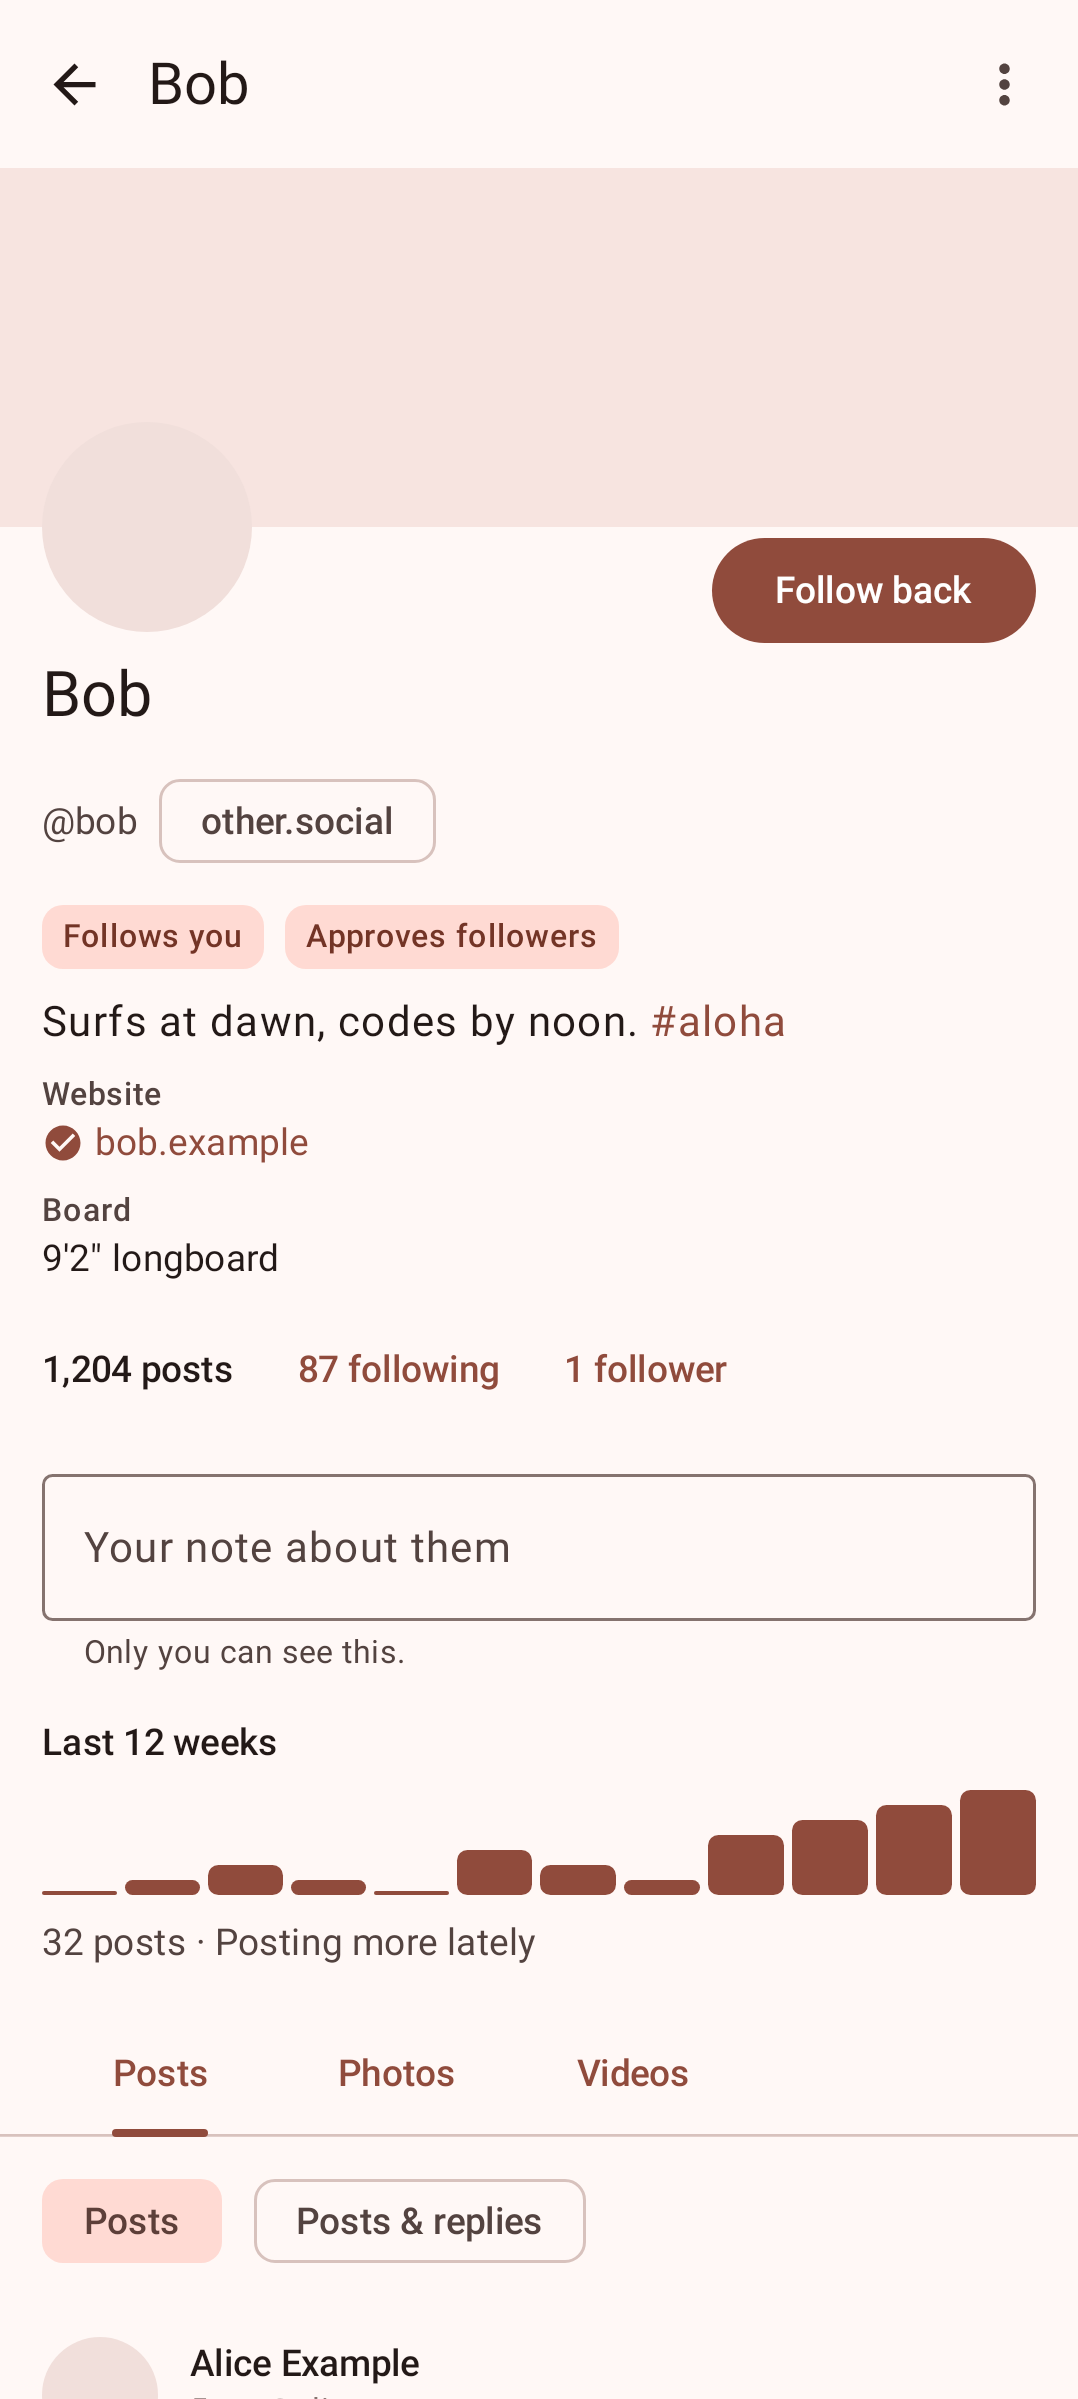 Bob
Follow back
Bob
@bob other.social
Follows you Approves followers
Surfs at dawn, codes by noon. #aloha
Website
bob.example
Board
9'2" longboard
1,204 posts 87 following 1 follower
Your note about them
Only you can see this.
Last 12 weeks
32 posts · Posting more lately
Posts Photos Videos
Posts Posts & replies
Alice Example